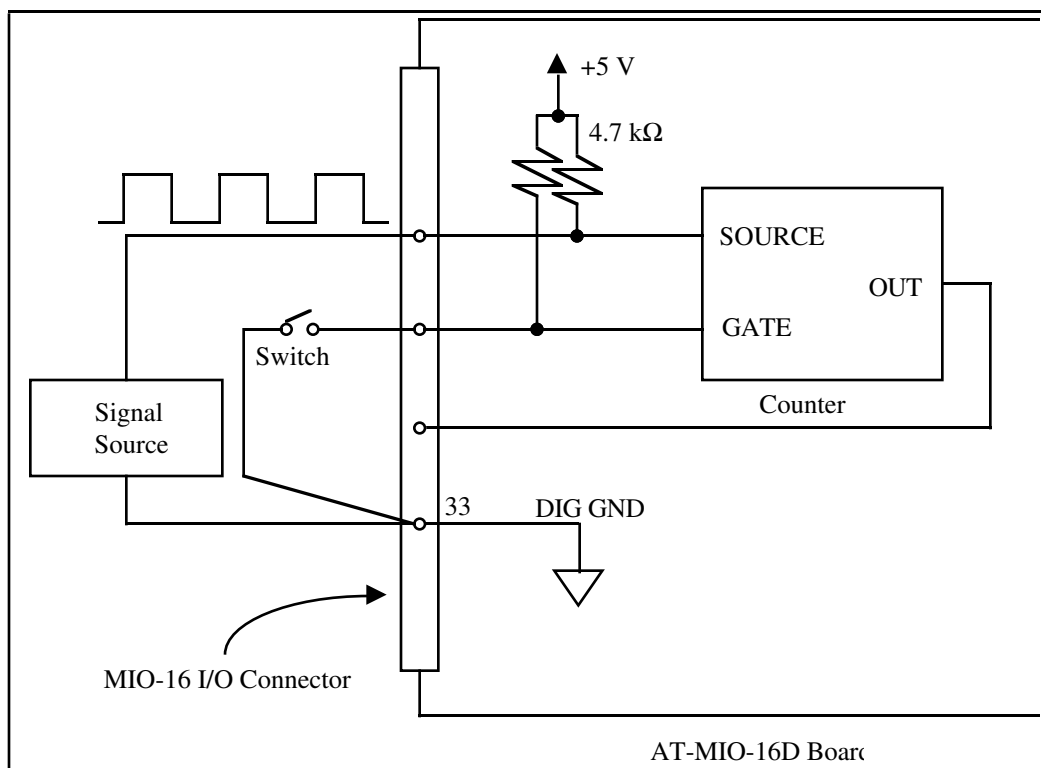 +5 V
4.7 kΩ
SOURCE
OUT
GATE
Switch
Counter
Signal
Source
33
DIG GND
MIO-16 I/O Connector
AT-MIO-16D Board